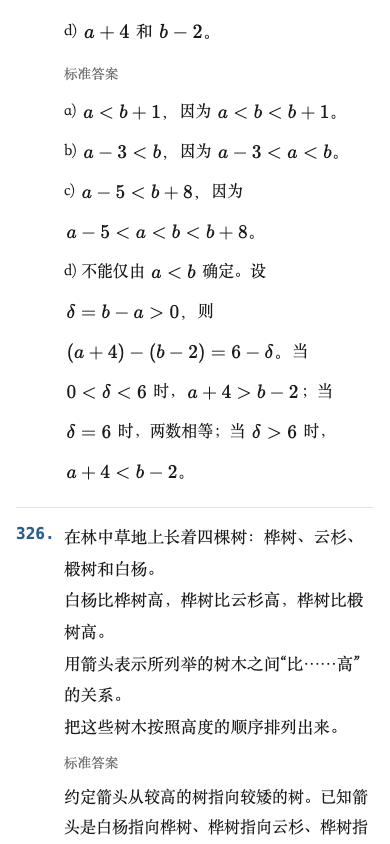 d) a + 4 和 b − 2。
标准答案
a) a < b + 1，因为 a < b < b + 1。
b) a − 3 < b，因为 a − 3 < a < b。
c) a − 5 < b + 8，因为
a − 5 < a < b < b + 8。
d) 不能仅由 a < b 确定。设
δ = b − a > 0，则
(a + 4) − (b − 2) = 6 − δ。当
0 < δ < 6 时，a + 4 > b − 2；当
δ = 6 时，两数相等；当 δ > 6 时，
a + 4 < b − 2。
326. 在林中草地上长着四棵树：桦树、云杉、
椴树和白杨。
白杨比桦树高，桦树比云杉高，桦树比椴
树高。
用箭头表示所列举的树木之间“比……高”
的关系。
把这些树木按照高度的顺序排列出来。
标准答案
约定箭头从较高的树指向较矮的树。已知箭
头是白杨指向桦树、桦树指向云杉、桦树指